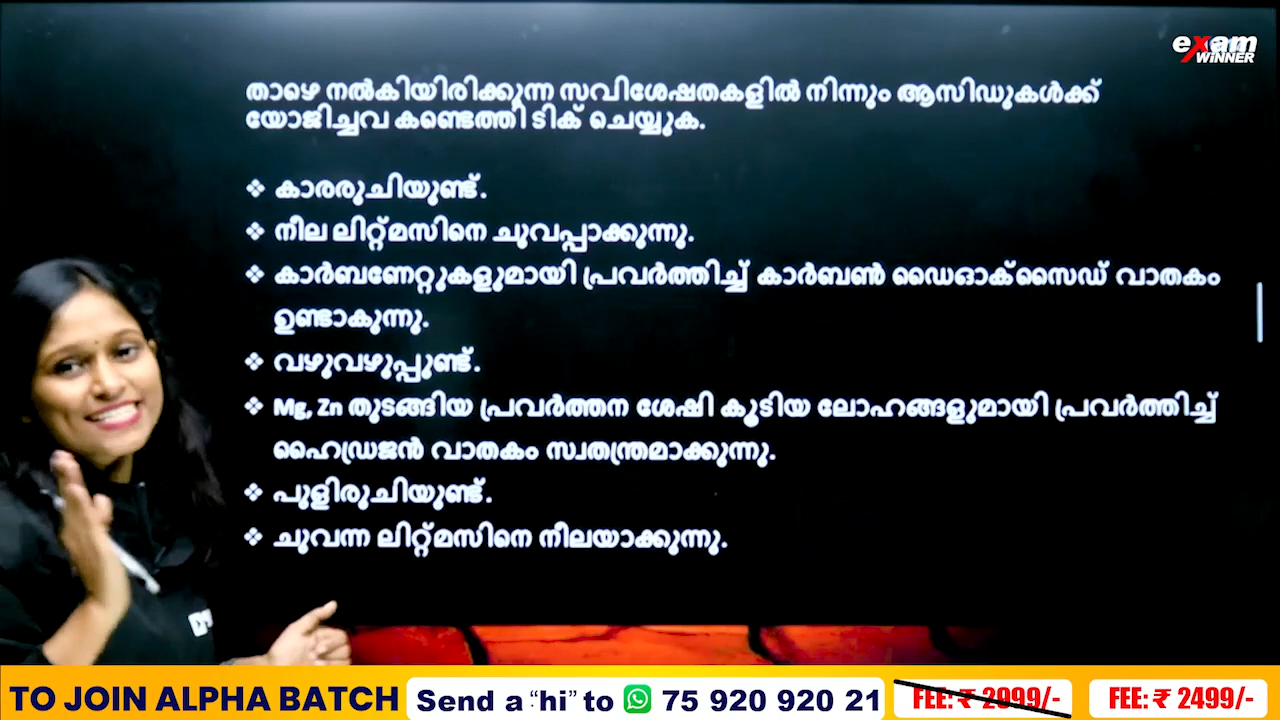 exam
WINNER
താഴെ നൽകിയിരിക്കുന്ന സവിശേഷതകളിൽ നിന്നും ആസിഡുകൾക്ക്
യോജിച്ചവ കണ്ടെത്തി ടിക് ചെയ്യുക.
❖ കാരരുചിയുണ്ട്.
❖ നീല ലിറ്റ്മസിനെ ചുവപ്പാക്കുന്നു.
❖ കാർബണേറ്റുകളുമായി പ്രവർത്തിച്ച് കാർബൺ ഡൈഓക്സൈഡ് വാതകം
ഉണ്ടാകുന്നു.
❖ വഴുവഴുപ്പുണ്ട്.
❖ Mg, Zn തുടങ്ങിയ പ്രവർത്തന ശേഷി കൂടിയ ലോഹങ്ങളുമായി പ്രവർത്തിച്ച്
ഹൈഡ്രജൻ വാതകം സ്വതന്ത്രമാക്കുന്നു.
❖ പുളിരുചിയുണ്ട്.
❖ ചുവന്ന ലിറ്റ്മസിനെ നീലയാക്കുന്നു.
TO JOIN ALPHA BATCH Send a “hi” to 75 920 920 21 FEE: ₹ 2999/- FEE: ₹ 2499/-